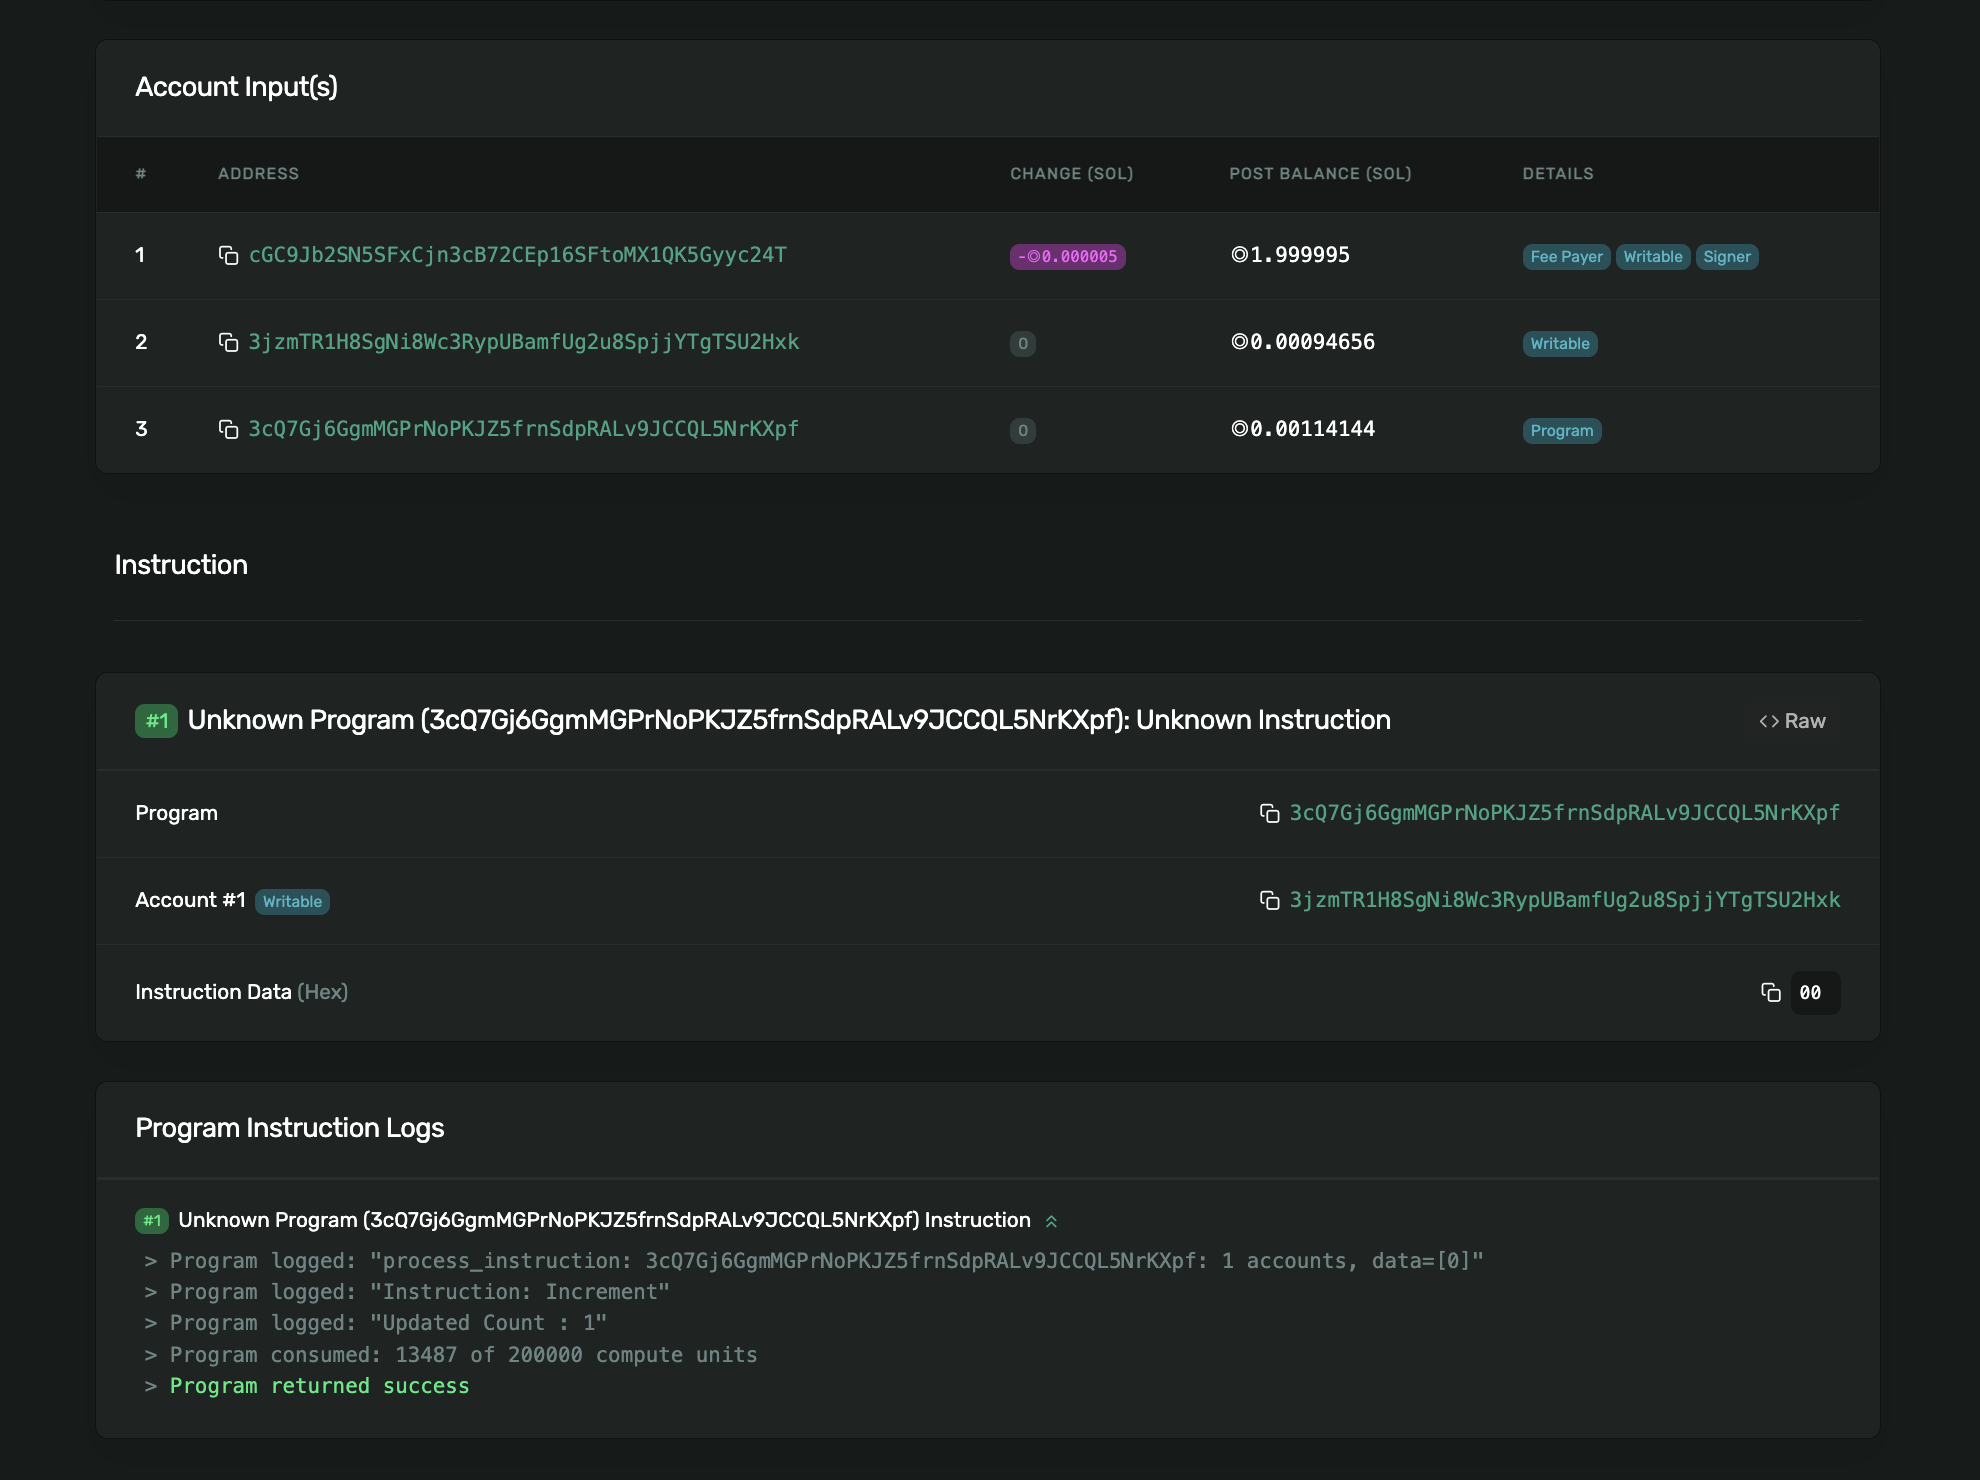 Account Input(s)
# ADDRESS CHANGE (SOL) POST BALANCE (SOL) DETAILS
1 cGC9Jb2SN5SFxCjn3cB72CEp16SFtoMX1QK5Gyyc24T -◎0.000005 ◎1.999995 Fee Payer Writable Signer
2 3jzmTR1H8SgNi8Wc3RypUBamfUg2u8SpjjYTgTSU2Hxk 0 ◎0.00094656 Writable
3 3cQ7Gj6GgmMGPrNoPKJZ5frnSdpRALv9JCCQL5NrKXpf 0 ◎0.00114144 Program
Instruction
#1 Unknown Program (3cQ7Gj6GgmMGPrNoPKJZ5frnSdpRALv9JCCQL5NrKXpf): Unknown Instruction <> Raw
Program 3cQ7Gj6GgmMGPrNoPKJZ5frnSdpRALv9JCCQL5NrKXpf
Account #1 Writable 3jzmTR1H8SgNi8Wc3RypUBamfUg2u8SpjjYTgTSU2Hxk
Instruction Data (Hex) 00
Program Instruction Logs
#1 Unknown Program (3cQ7Gj6GgmMGPrNoPKJZ5frnSdpRALv9JCCQL5NrKXpf) Instruction
> Program logged: "process_instruction: 3cQ7Gj6GgmMGPrNoPKJZ5frnSdpRALv9JCCQL5NrKXpf: 1 accounts, data=[0]"
> Program logged: "Instruction: Increment"
> Program logged: "Updated Count : 1"
> Program consumed: 13487 of 200000 compute units
> Program returned success